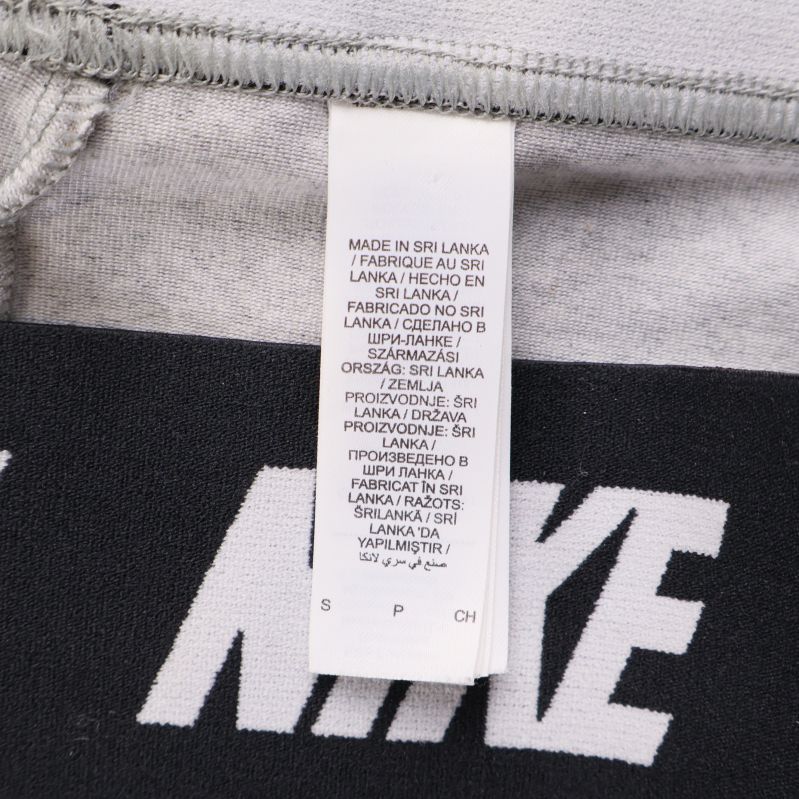 MADE IN SRI LANKA
/ FABRIQUE AU SRI
LANKA / HECHO EN
SRI LANKA /
FABRICADO NO SRI
LANKA / СДЕЛАНО В
ШРИ-ЛАНКЕ /
SZÁRMAZÁSI
ORSZÁG: SRI LANKA
/ ZEMLJA
PROIZVODNJE: ŠRI
LANKA / DRŽAVA
PROIZVODNJE: ŠRI
LANKA /
ПРОИЗВЕДЕНО В
ШРИ ЛАНКА /
FABRICAT ÎN SRI
LANKA / RAŽOTS:
ŠRILANKĀ / SRİ
LANKA 'DA
YAPILMIŞTIR /
صنع في سري لانكا
S P CH
NIKE